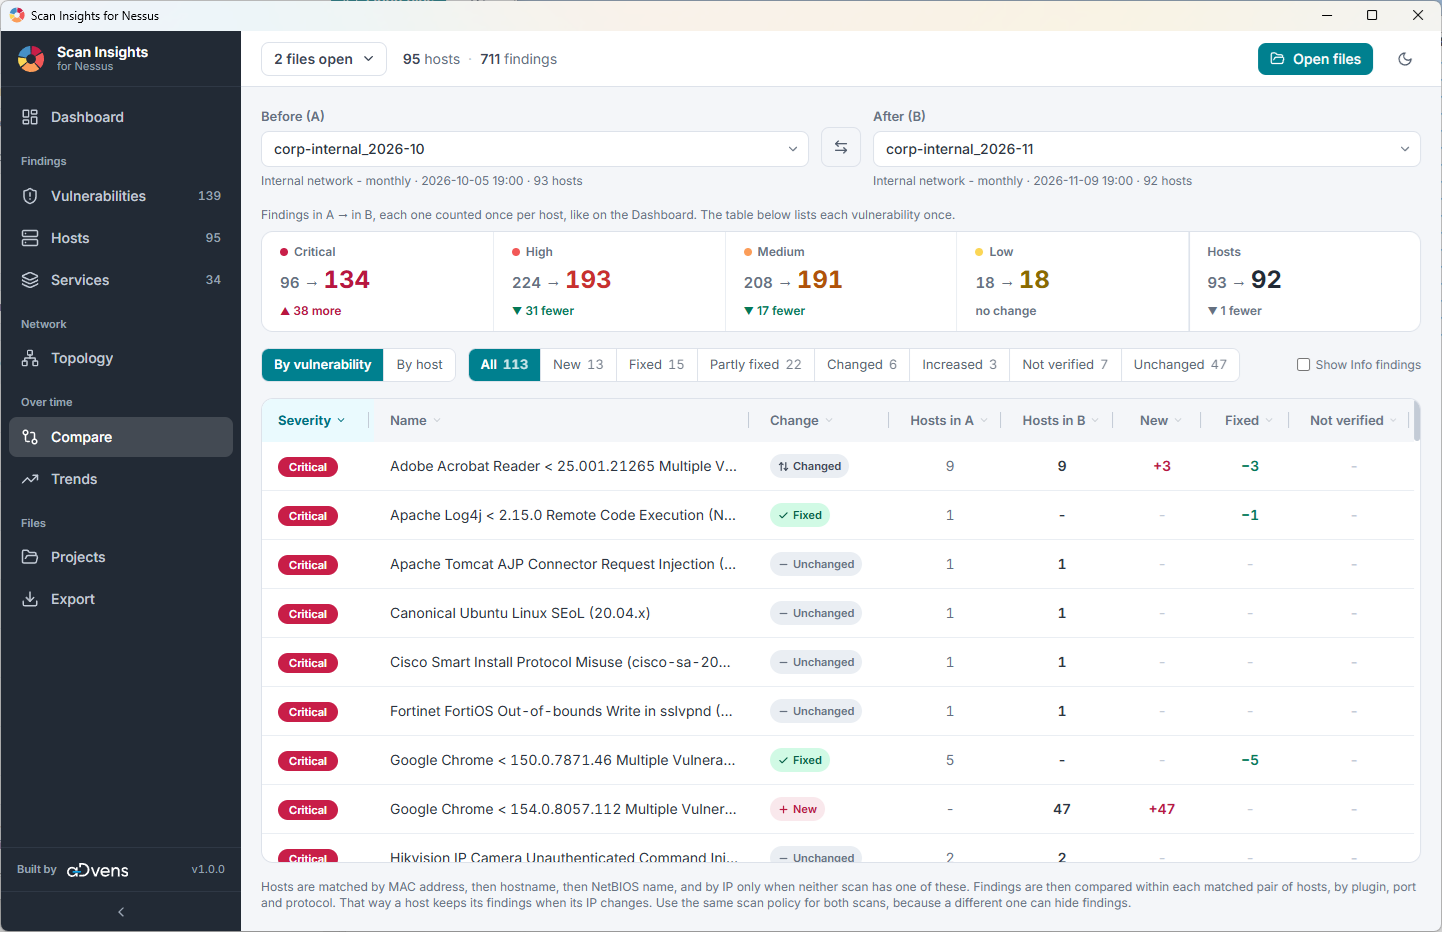 Scan Insights for Nessus
Scan Insights
for Nessus
Dashboard
Findings
Vulnerabilities 139
Hosts 95
Services 34
Network
Topology
Over time
Compare
Trends
Files
Projects
Export
Built by advens v1.0.0
2 files open
95 hosts · 711 findings
Open files
Before (A)
corp-internal_2026-10
Internal network - monthly · 2026-10-05 19:00 · 93 hosts
After (B)
corp-internal_2026-11
Internal network - monthly · 2026-11-09 19:00 · 92 hosts
Findings in A → in B, each one counted once per host, like on the Dashboard. The table below lists each vulnerability once.
Critical
96 → 134
▲ 38 more
High
224 → 193
▼ 31 fewer
Medium
208 → 191
▼ 17 fewer
Low
18 → 18
no change
Hosts
93 → 92
▼ 1 fewer
By vulnerability By host
All 113 New 13 Fixed 15 Partly fixed 22 Changed 6 Increased 3 Not verified 7 Unchanged 47
Show Info findings
Severity Name Change Hosts in A Hosts in B New Fixed Not verified
Critical Adobe Acrobat Reader < 25.001.21265 Multiple V... Changed 9 9 +3 −3 -
Critical Apache Log4j < 2.15.0 Remote Code Execution (N... Fixed 1 - - −1 -
Critical Apache Tomcat AJP Connector Request Injection (... Unchanged 1 1 - - -
Critical Canonical Ubuntu Linux SEoL (20.04.x) Unchanged 1 1 - - -
Critical Cisco Smart Install Protocol Misuse (cisco-sa-20... Unchanged 1 1 - - -
Critical Fortinet FortiOS Out-of-bounds Write in sslvpnd (... Unchanged 1 1 - - -
Critical Google Chrome < 150.0.7871.46 Multiple Vulnera... Fixed 5 - - −5 -
Critical Google Chrome < 154.0.8057.112 Multiple Vulner... New - 47 +47 - -
Critical Hikvision IP Camera Unauthenticated Command Inj... Unchanged 2 2 - - -
Hosts are matched by MAC address, then hostname, then NetBIOS name, and by IP only when neither scan has one of these. Findings are then compared within each matched pair of hosts, by plugin, port
and protocol. That way a host keeps its findings when its IP changes. Use the same scan policy for both scans, because a different one can hide findings.